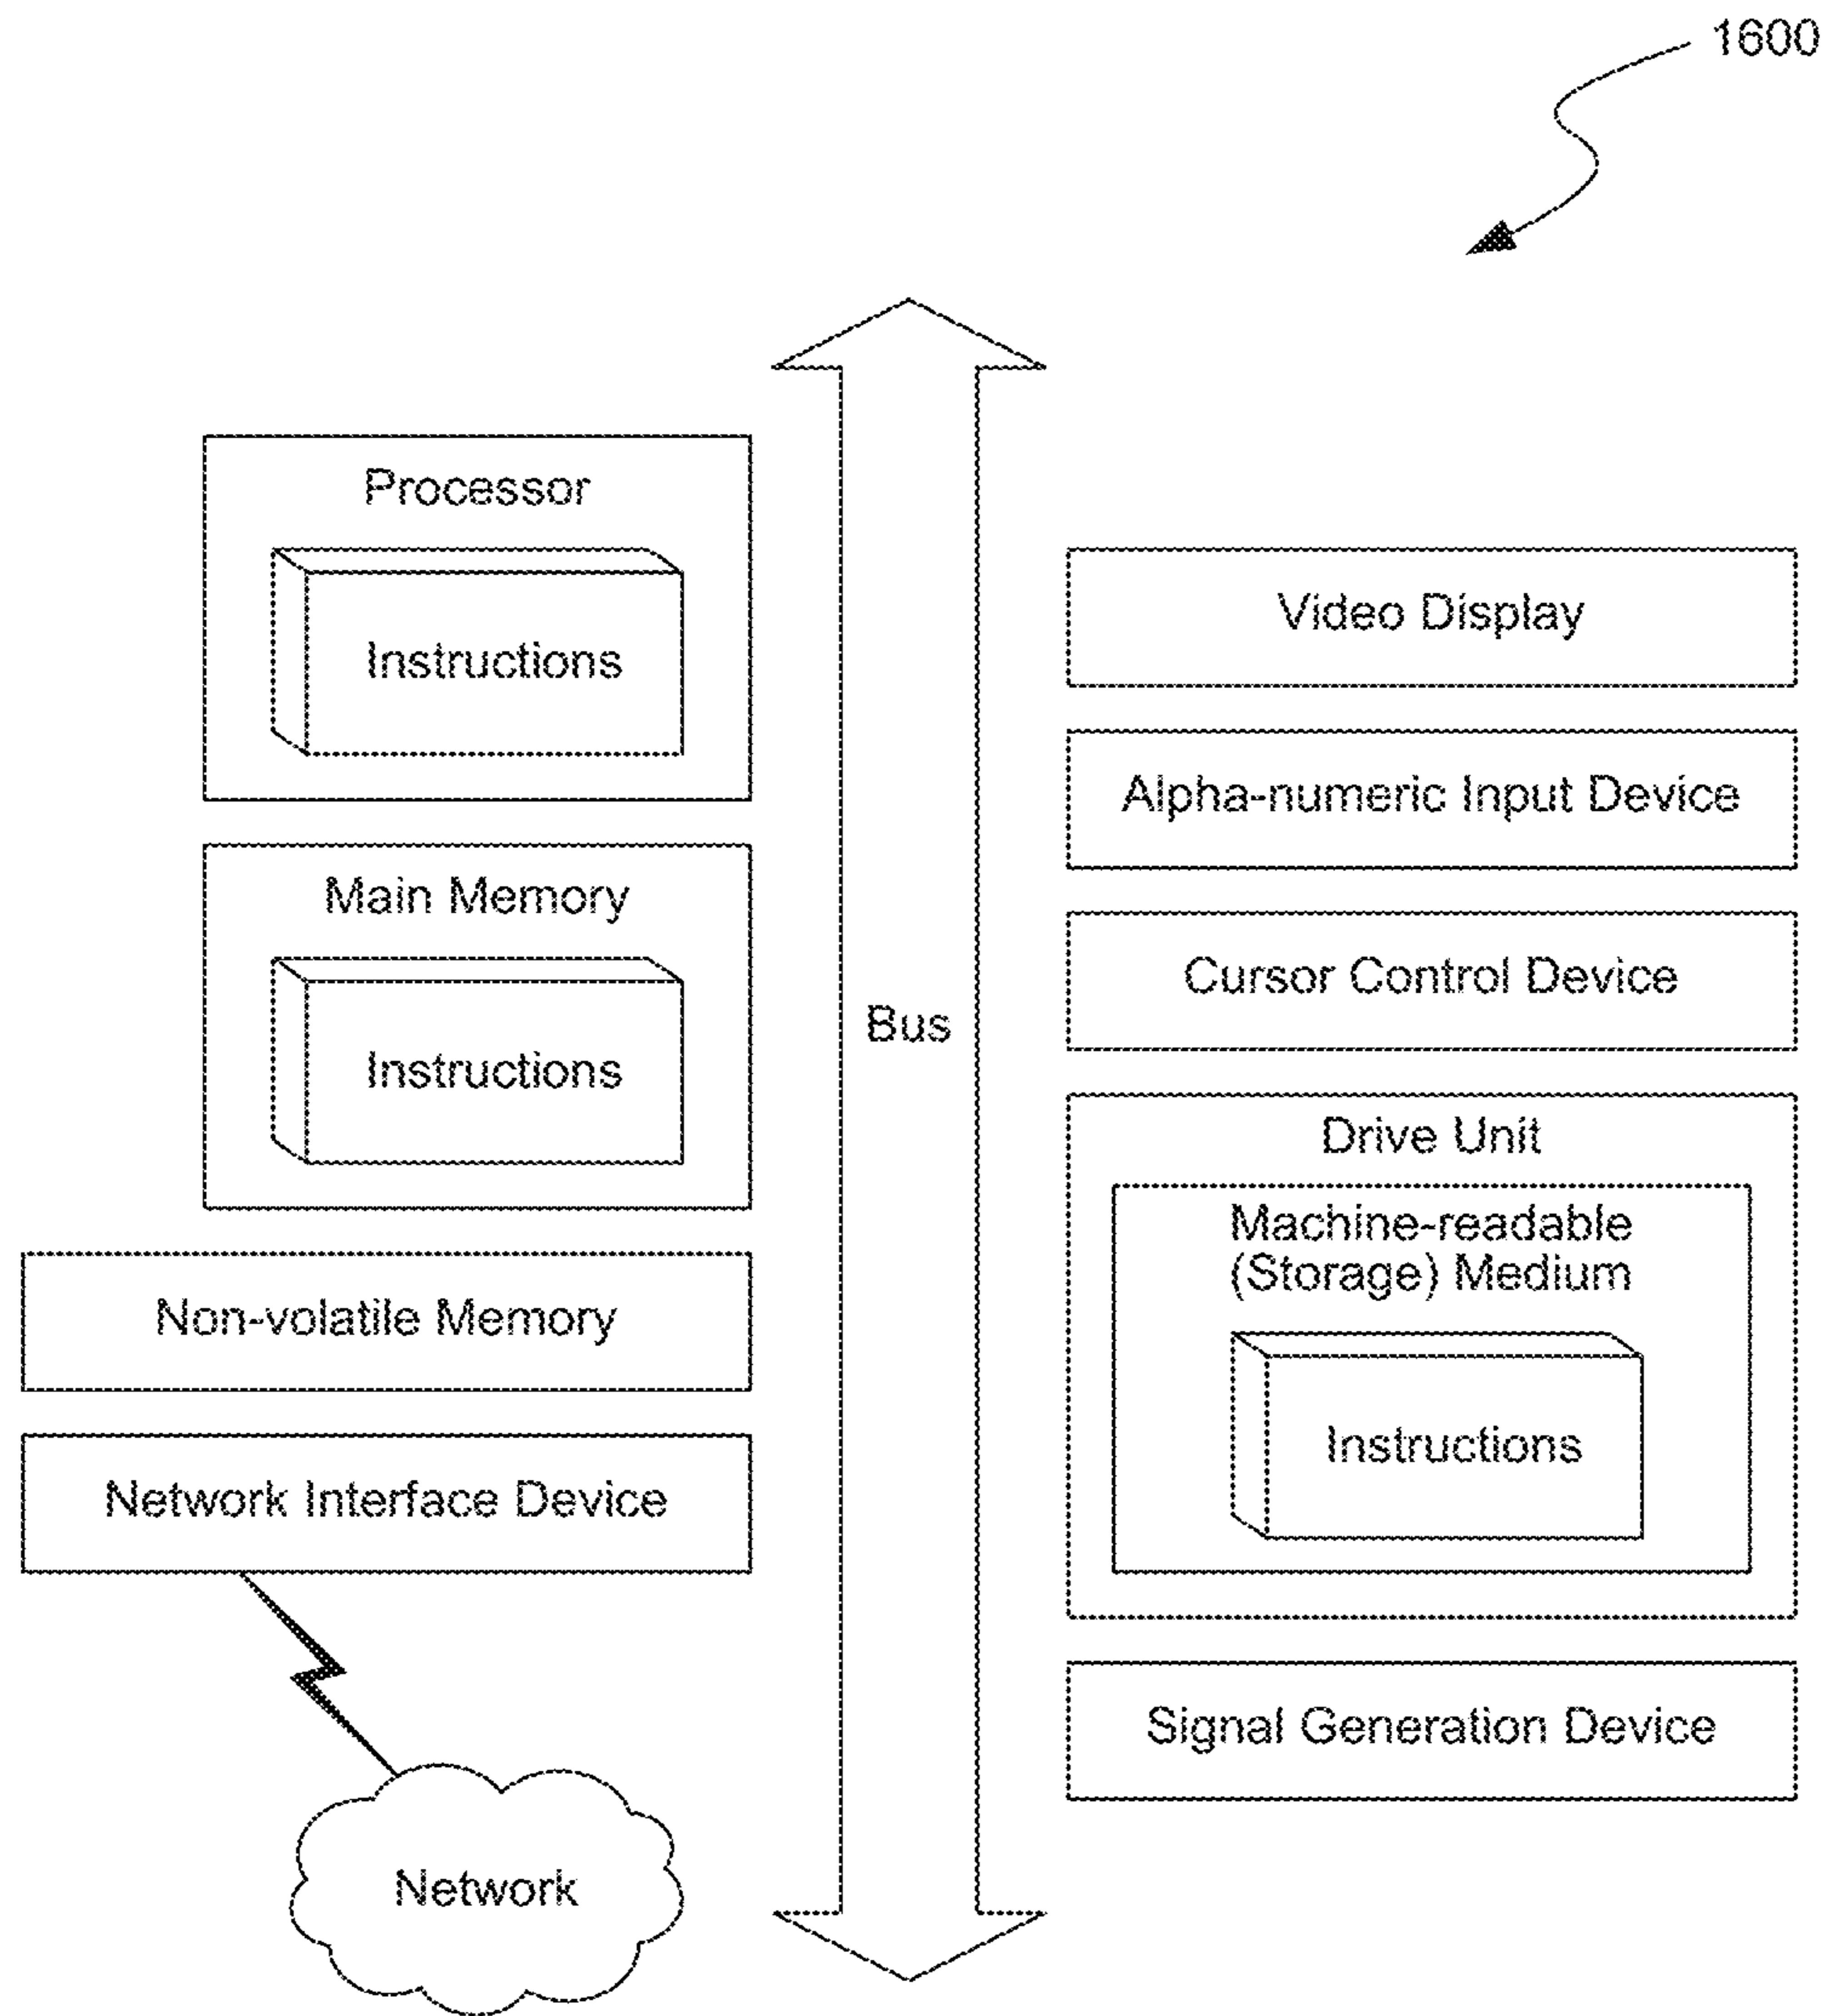 1600
Processor
Instructions
Main Memory
Instructions
Non-volatile Memory
Network Interface Device
Network
Bus
Video Display
Alpha-numeric Input Device
Cursor Control Device
Drive Unit
Machine-readable
(Storage) Medium
Instructions
Signal Generation Device